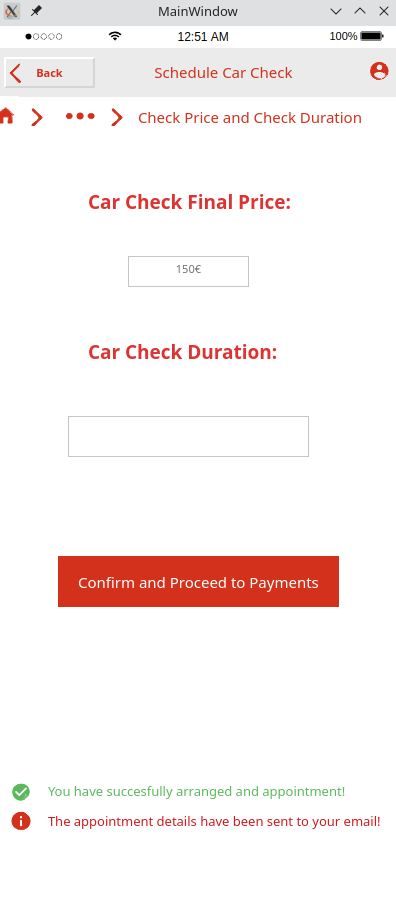 MainWindow
12:51 AM
100%
Back
Schedule Car Check
Check Price and Check Duration
Car Check Final Price:
150€
Car Check Duration:
Confirm and Proceed to Payments
You have succesfully arranged and appointment!
The appointment details have been sent to your email!